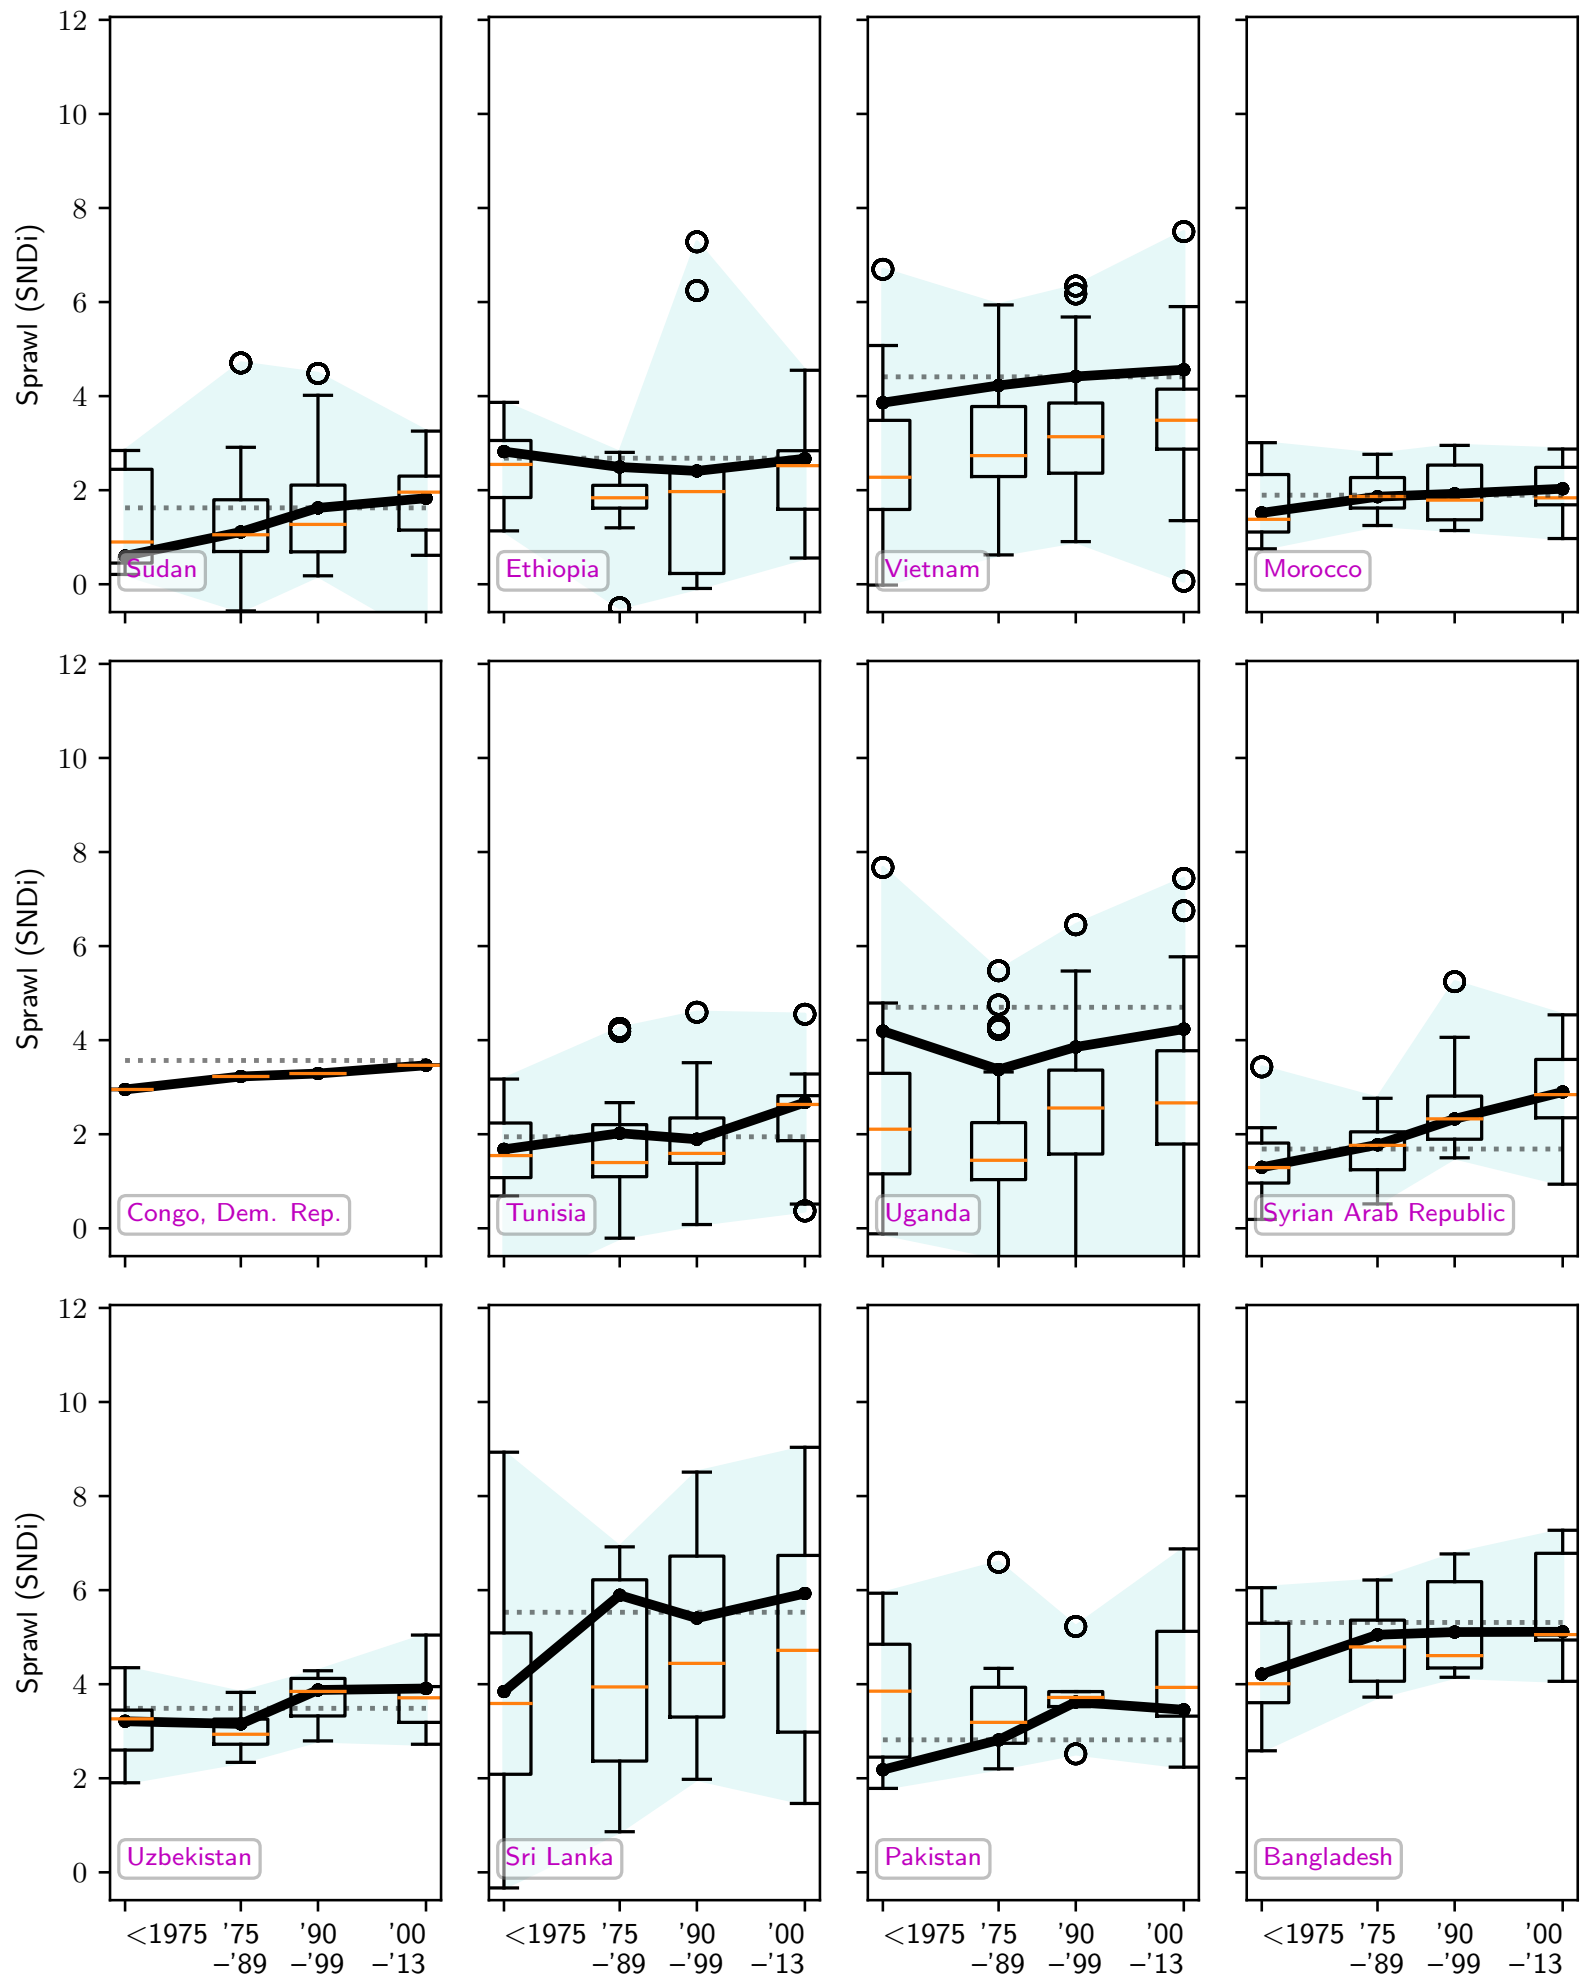 12
10
8
6
4
2
0
Sprawl (SNDi)
Sudan
Ethiopia
Vietnam
Morocco
12
10
8
6
4
2
0
Sprawl (SNDi)
Congo, Dem. Rep.
Tunisia
Uganda
Syrian Arab Republic
12
10
8
6
4
2
0
Sprawl (SNDi)
Uzbekistan
Sri Lanka
Pakistan
Bangladesh
<1975 '75 '90 '00 <1975 '75 '90 '00 <1975 '75 '90 '00 <1975 '75 '90 '00
–'89 –'99 –'13 –'89 –'99 –'13 –'89 –'99 –'13 –'89 –'99 –'13